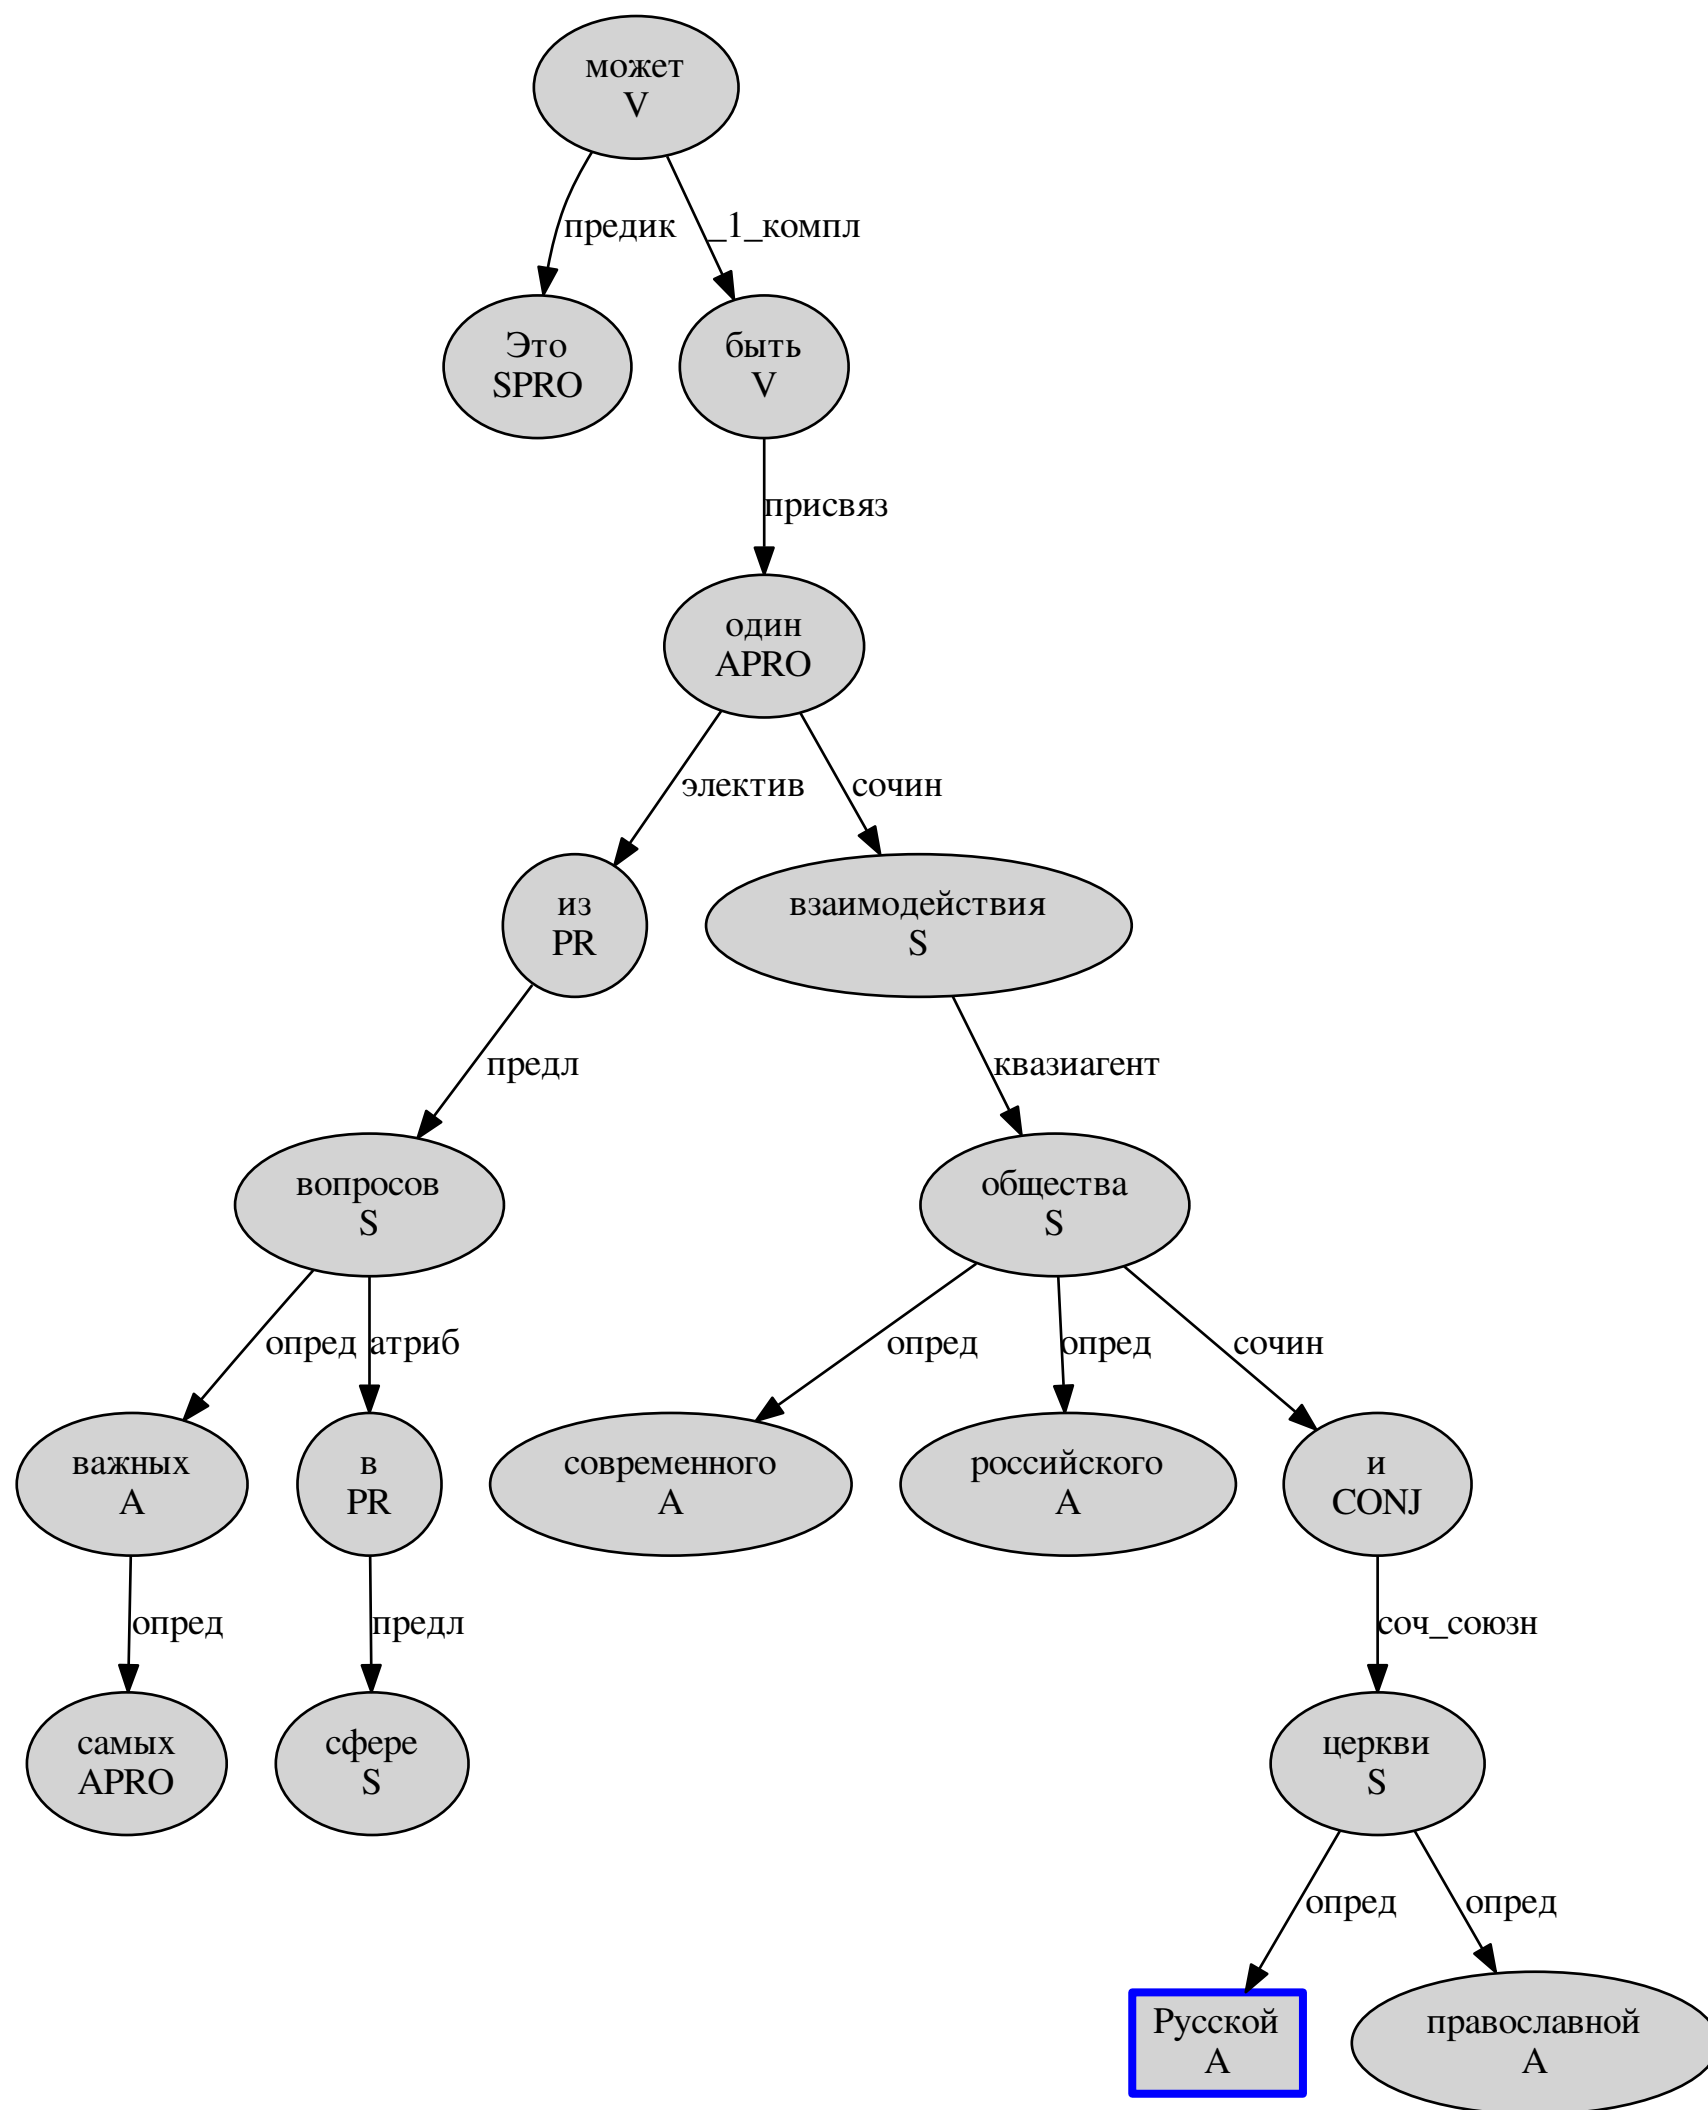 может
V
предик
_1_компл
Это
SPRO
быть
V
присвяз
один
APRO
электив
сочин
из
PR
взаимодействия
S
предл
квазиагент
вопросов
S
общества
S
опред
атриб
опред
опред
сочин
важных
A
в
PR
современного
A
российского
A
и
CONJ
опред
предл
соч_союзн
самых
APRO
сфере
S
церкви
S
опред
опред
Русской
A
православной
A